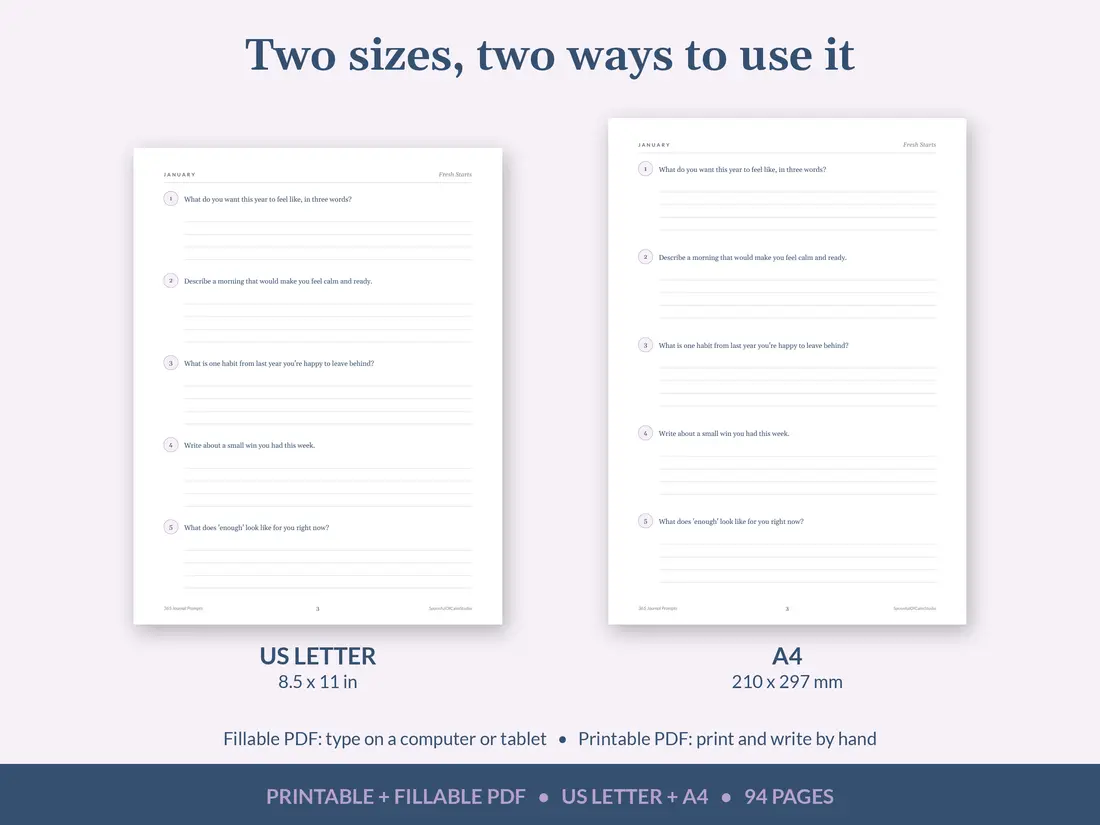 Two sizes, two ways to use it
JANUARY
Fresh Starts
1 What do you want this year to feel like, in three words?
2 Describe a morning that would make you feel calm and ready.
3 What is one habit from last year you're happy to leave behind?
4 Write about a small win you had this week.
5 What does 'enough' look like for you right now?
365 Journal Prompts
3
SpoonfulOfCalmStudio
US LETTER
8.5 x 11 in
JANUARY
Fresh Starts
1 What do you want this year to feel like, in three words?
2 Describe a morning that would make you feel calm and ready.
3 What is one habit from last year you're happy to leave behind?
4 Write about a small win you had this week.
5 What does 'enough' look like for you right now?
365 Journal Prompts
3
SpoonfulOfCalmStudio
A4
210 x 297 mm
Fillable PDF: type on a computer or tablet • Printable PDF: print and write by hand
PRINTABLE + FILLABLE PDF • US LETTER + A4 • 94 PAGES